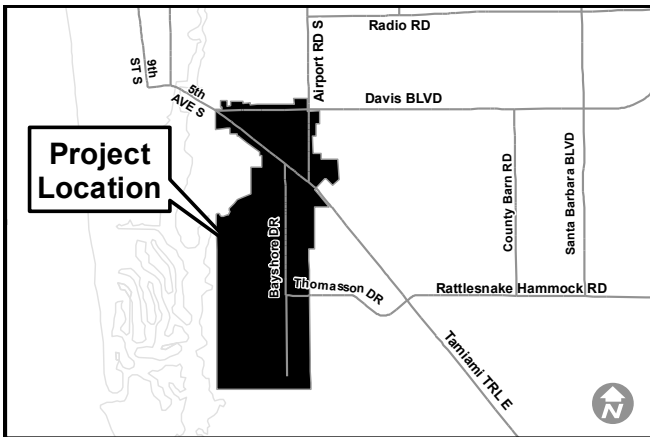 Radio RD
Airport RD S
9th
ST S
5th
AVE S
Davis BLVD
Project
Location
County Barn RD
Santa Barbara BLVD
Bayshore DR
Thomasson DR
Rattlesnake Hammock RD
Tamiami TRL E
N